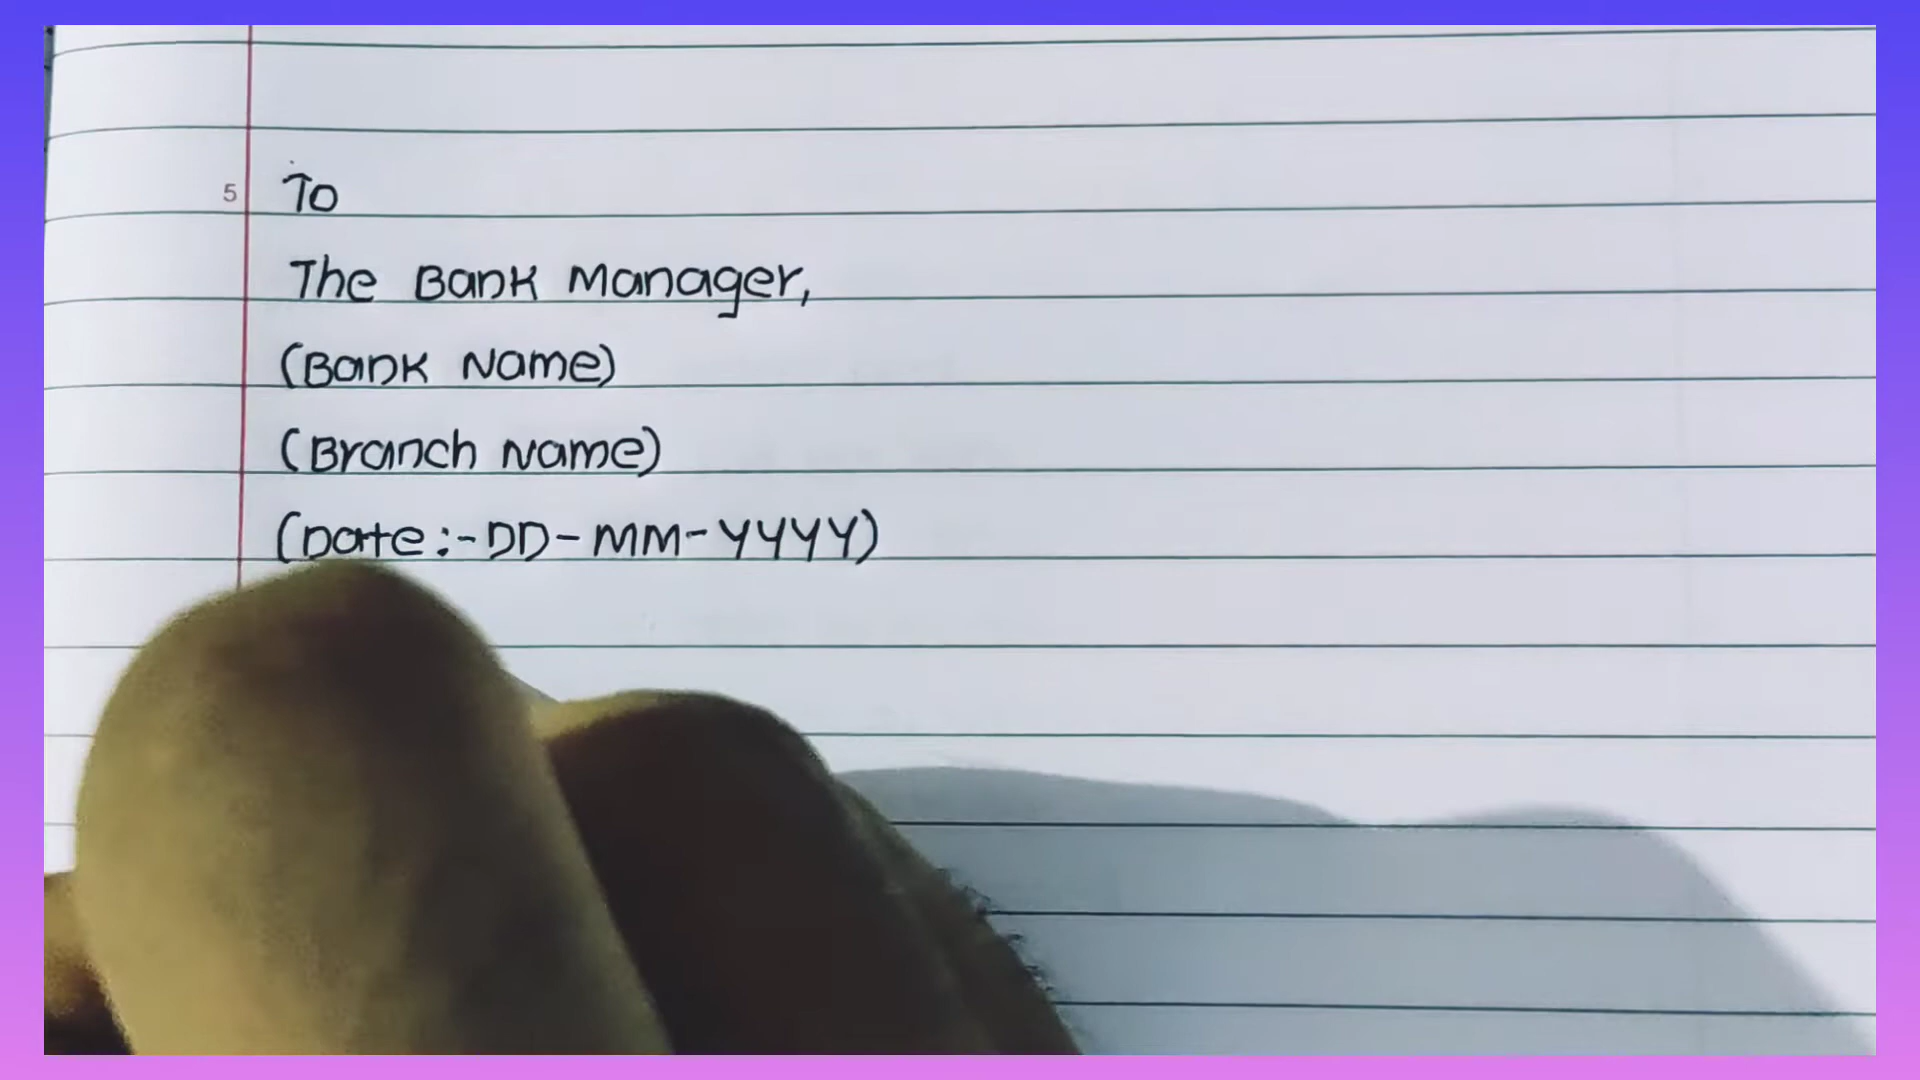 5 To
The Bank Manager,
(Bank Name)
(Branch Name)
(Date:-DD-MM-YYYY)